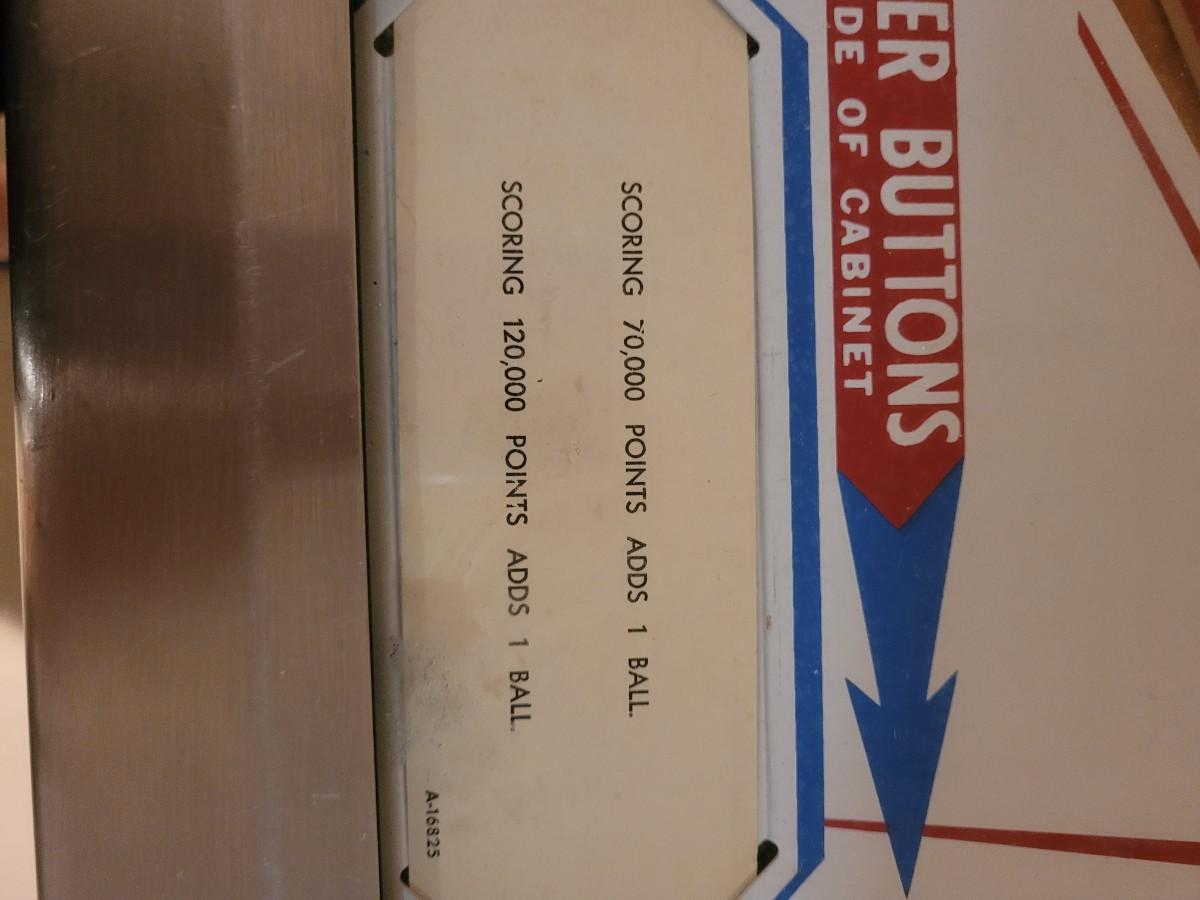 ER BUTTONS
DE OF CABINET
SCORING 70,000 POINTS ADDS 1 BALL.
SCORING 120,000 POINTS ADDS 1 BALL.
A-16825